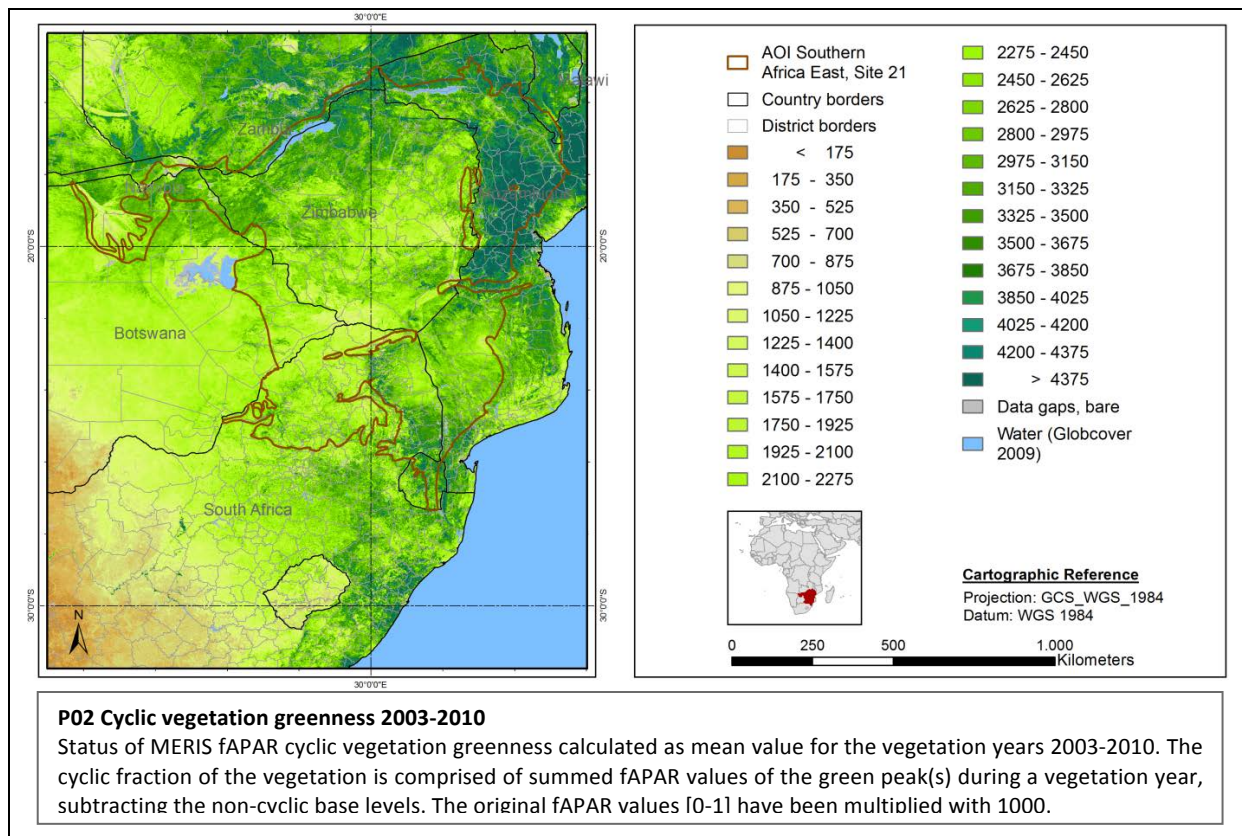 30°0'0"E
Malawi
Zambia
Namibia
Zimbabwe
20°0'0"S
20°0'0"S
Botswana
South Africa
30°0'0"S
30°0'0"S
N
30°0'0"E
AOI Southern
Africa East, Site 21
Country borders
District borders
< 175
175 - 350
350 - 525
525 - 700
700 - 875
875 - 1050
1050 - 1225
1225 - 1400
1400 - 1575
1575 - 1750
1750 - 1925
1925 - 2100
2100 - 2275
2275 - 2450
2450 - 2625
2625 - 2800
2800 - 2975
2975 - 3150
3150 - 3325
3325 - 3500
3500 - 3675
3675 - 3850
3850 - 4025
4025 - 4200
4200 - 4375
> 4375
Data gaps, bare
Water (Globcover
2009)
Cartographic Reference
Projection: GCS_WGS_1984
Datum: WGS 1984
0 250 500 1.000
Kilometers
P02 Cyclic vegetation greenness 2003-2010
Status of MERIS fAPAR cyclic vegetation greenness calculated as mean value for the vegetation years 2003-2010. The
cyclic fraction of the vegetation is comprised of summed fAPAR values of the green peak(s) during a vegetation year,
subtracting the non-cyclic base levels. The original fAPAR values [0-1] have been multiplied with 1000.